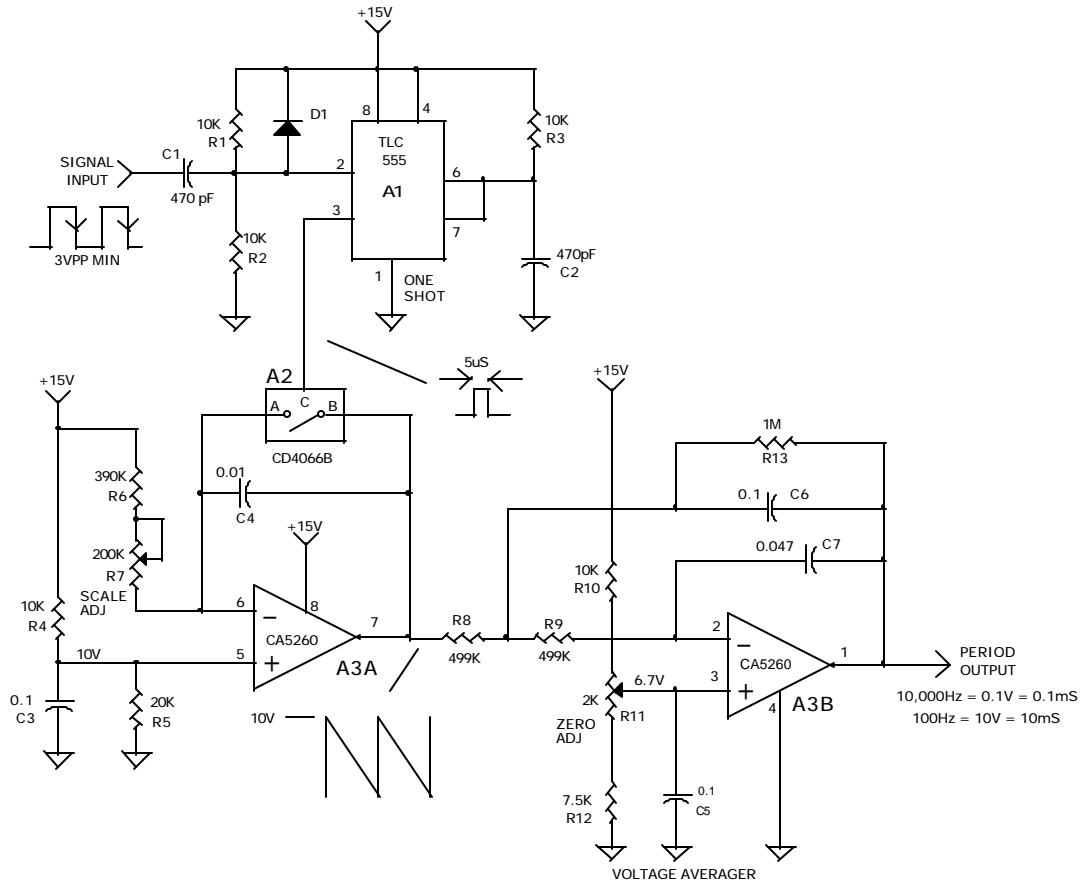 +15V
10K
R1
D1
8
4
10K
R3
TLC
555
A1
SIGNAL
INPUT
C1
470 pF
2
6
3
7
3VPP MIN
10K
R2
1
ONE
SHOT
470pF
C2
5uS
+15V
A2
A
C
B
CD4066B
+15V
390K
R6
0.01
C4
1M
R13
0.1
C6
0.047
C7
200K
R7
SCALE
ADJ
+15V
10K
R4
6
8
7
CA5260
5
A3A
10V
R8
499K
R9
499K
10K
R10
2
CA5260
1
3
4
A3B
6.7V
2K
R11
ZERO
ADJ
PERIOD
OUTPUT
10,000Hz = 0.1V = 0.1mS
100Hz = 10V = 10mS
0.1
C3
20K
R5
10V
7.5K
R12
0.1
C5
VOLTAGE AVERAGER